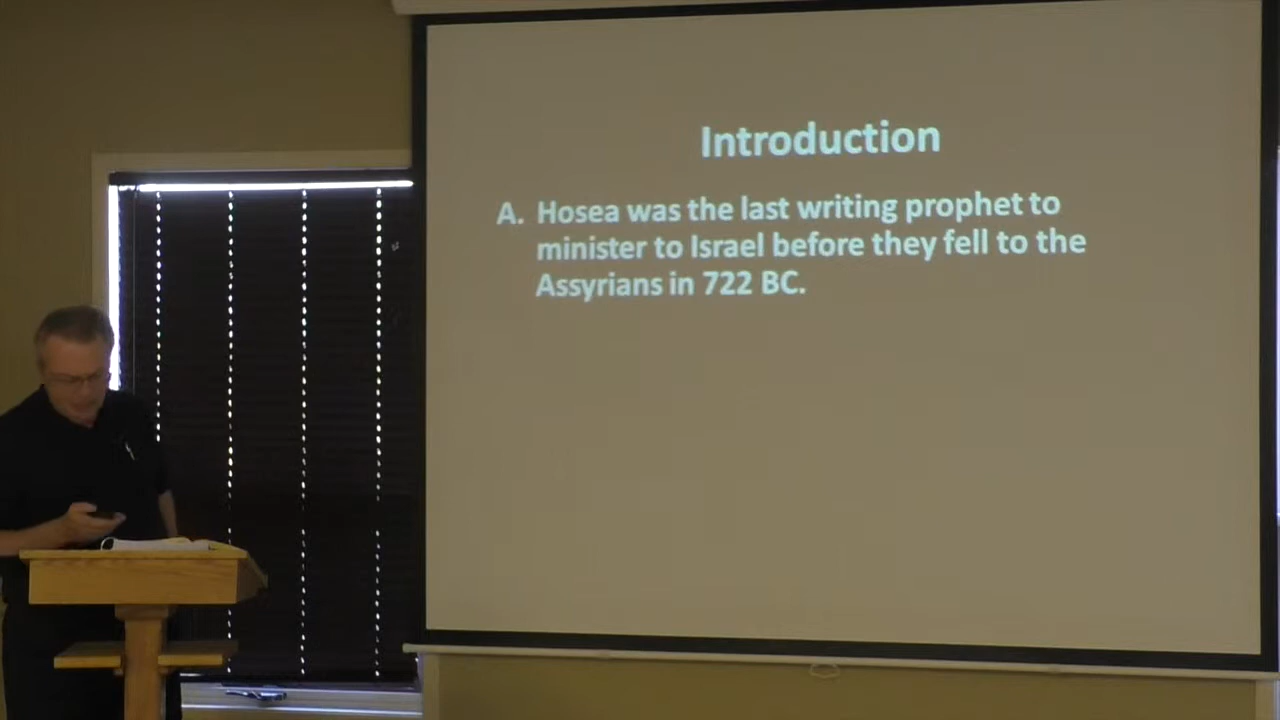 Introduction
A. Hosea was the last writing prophet to
minister to Israel before they fell to the
Assyrians in 722 BC.